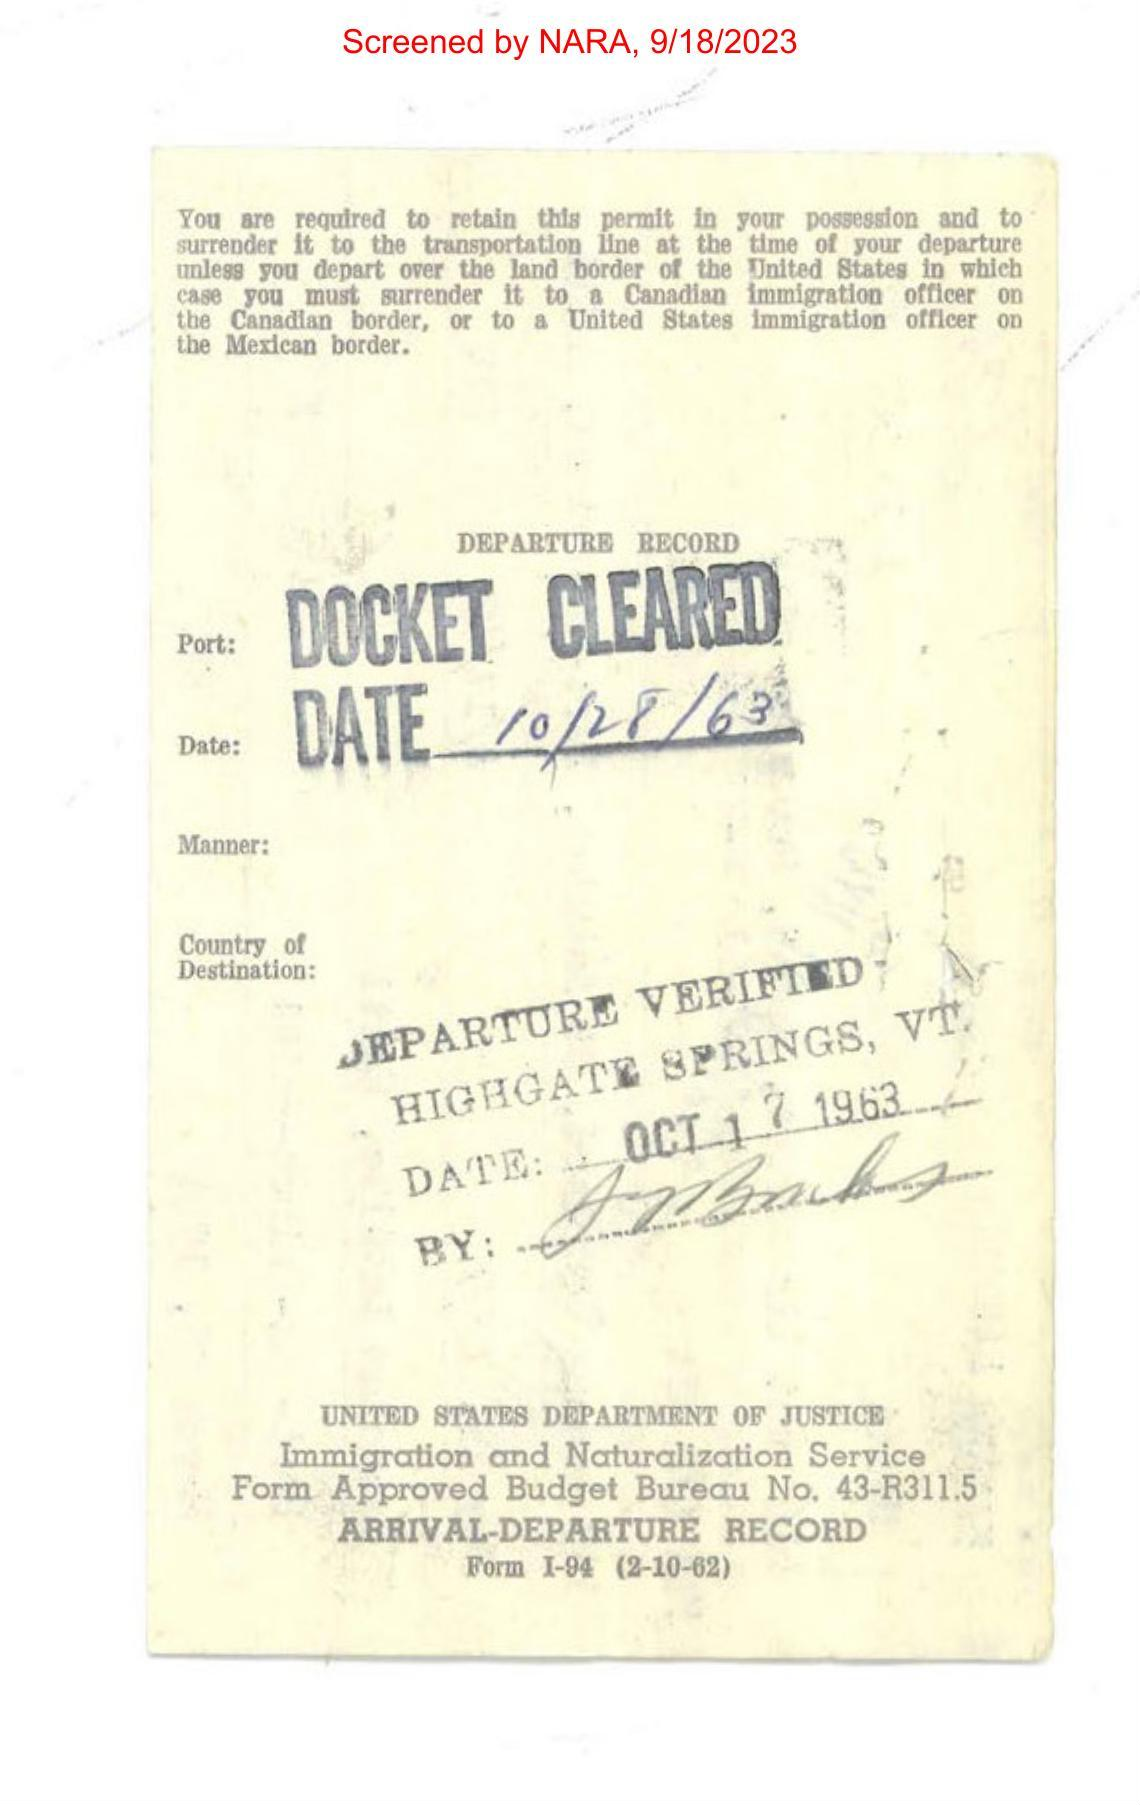 Screened by NARA, 9/18/2023
You are required to retain this permit in your possession and to
surrender it to the transportation line at the time of your departure
unless you depart over the land border of the United States in which
case you must surrender it to a Canadian immigration officer on
the Canadian border, or to a United States immigration officer on
the Mexican border.
DEPARTURE RECORD
Port:
DOCKET CLEARED
Date:
DATE 10/28/63
Manner:
Country of
Destination:
DEPARTURE VERIFIED
HIGHGATE SPRINGS, VT.
DATE: OCT 17 1963
BY:
UNITED STATES DEPARTMENT OF JUSTICE
Immigration and Naturalization Service
Form Approved Budget Bureau No. 43-R311.5
ARRIVAL-DEPARTURE RECORD
Form I-94 (2-10-62)